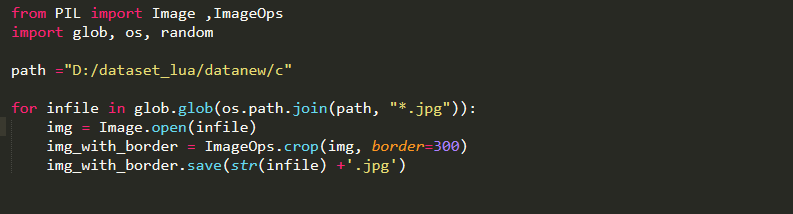 from PIL import Image ,ImageOps
import glob, os, random
path ="D:/dataset_lua/datanew/c"
for infile in glob.glob(os.path.join(path, "*.jpg")):
    img = Image.open(infile)
    img_with_border = ImageOps.crop(img, border=300)
    img_with_border.save(str(infile) +'.jpg')